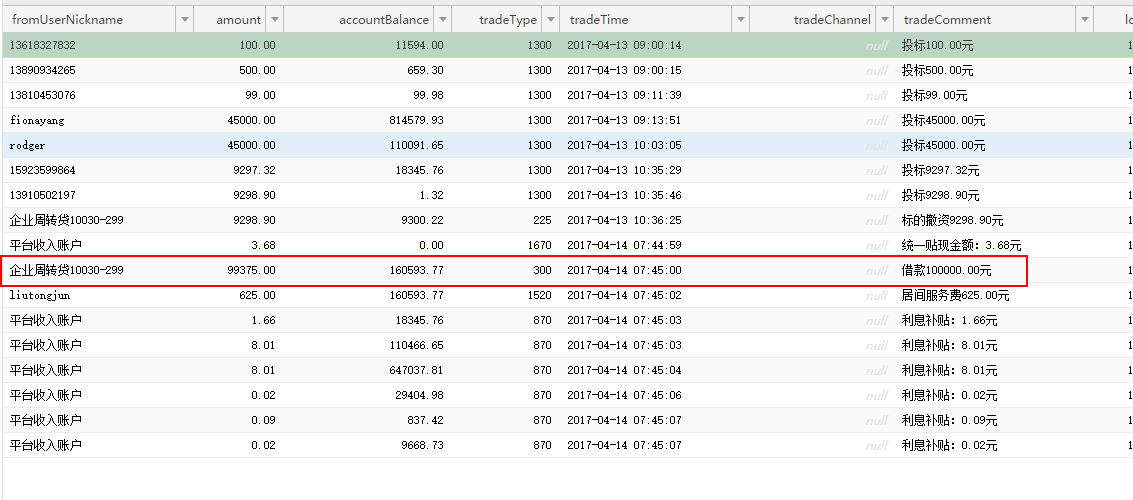 fromUserNickname amount accountBalance tradeType tradeTime tradeChannel tradeComment lo
13618327832 100.00 11594.00 1300 2017-04-13 09:00:14 null 投标100.00元 1
13890934265 500.00 659.30 1300 2017-04-13 09:00:15 null 投标500.00元 1
13810453076 99.00 99.98 1300 2017-04-13 09:11:39 null 投标99.00元 1
fionayang 45000.00 814579.93 1300 2017-04-13 09:13:51 null 投标45000.00元 1
rodger 45000.00 110091.65 1300 2017-04-13 10:03:05 null 投标45000.00元 1
15923599864 9297.32 18345.76 1300 2017-04-13 10:35:29 null 投标9297.32元 1
13910502197 9298.90 1.32 1300 2017-04-13 10:35:46 null 投标9298.90元 1
企业周转贷10030-299 9298.90 9300.22 225 2017-04-13 10:36:25 null 标的撤资9298.90元 1
平台收入账户 3.68 0.00 1670 2017-04-14 07:44:59 null 统一贴现金额：3.68元 1
企业周转贷10030-299 99375.00 160593.77 300 2017-04-14 07:45:00 null 借款100000.00元 1
liutongjun 625.00 160593.77 1520 2017-04-14 07:45:02 null 居间服务费625.00元 1
平台收入账户 1.66 18345.76 870 2017-04-14 07:45:03 null 利息补贴：1.66元 1
平台收入账户 8.01 110466.65 870 2017-04-14 07:45:03 null 利息补贴：8.01元 1
平台收入账户 8.01 647037.81 870 2017-04-14 07:45:04 null 利息补贴：8.01元 1
平台收入账户 0.02 29404.98 870 2017-04-14 07:45:06 null 利息补贴：0.02元 1
平台收入账户 0.09 837.42 870 2017-04-14 07:45:07 null 利息补贴：0.09元 1
平台收入账户 0.02 9668.73 870 2017-04-14 07:45:07 null 利息补贴：0.02元 1